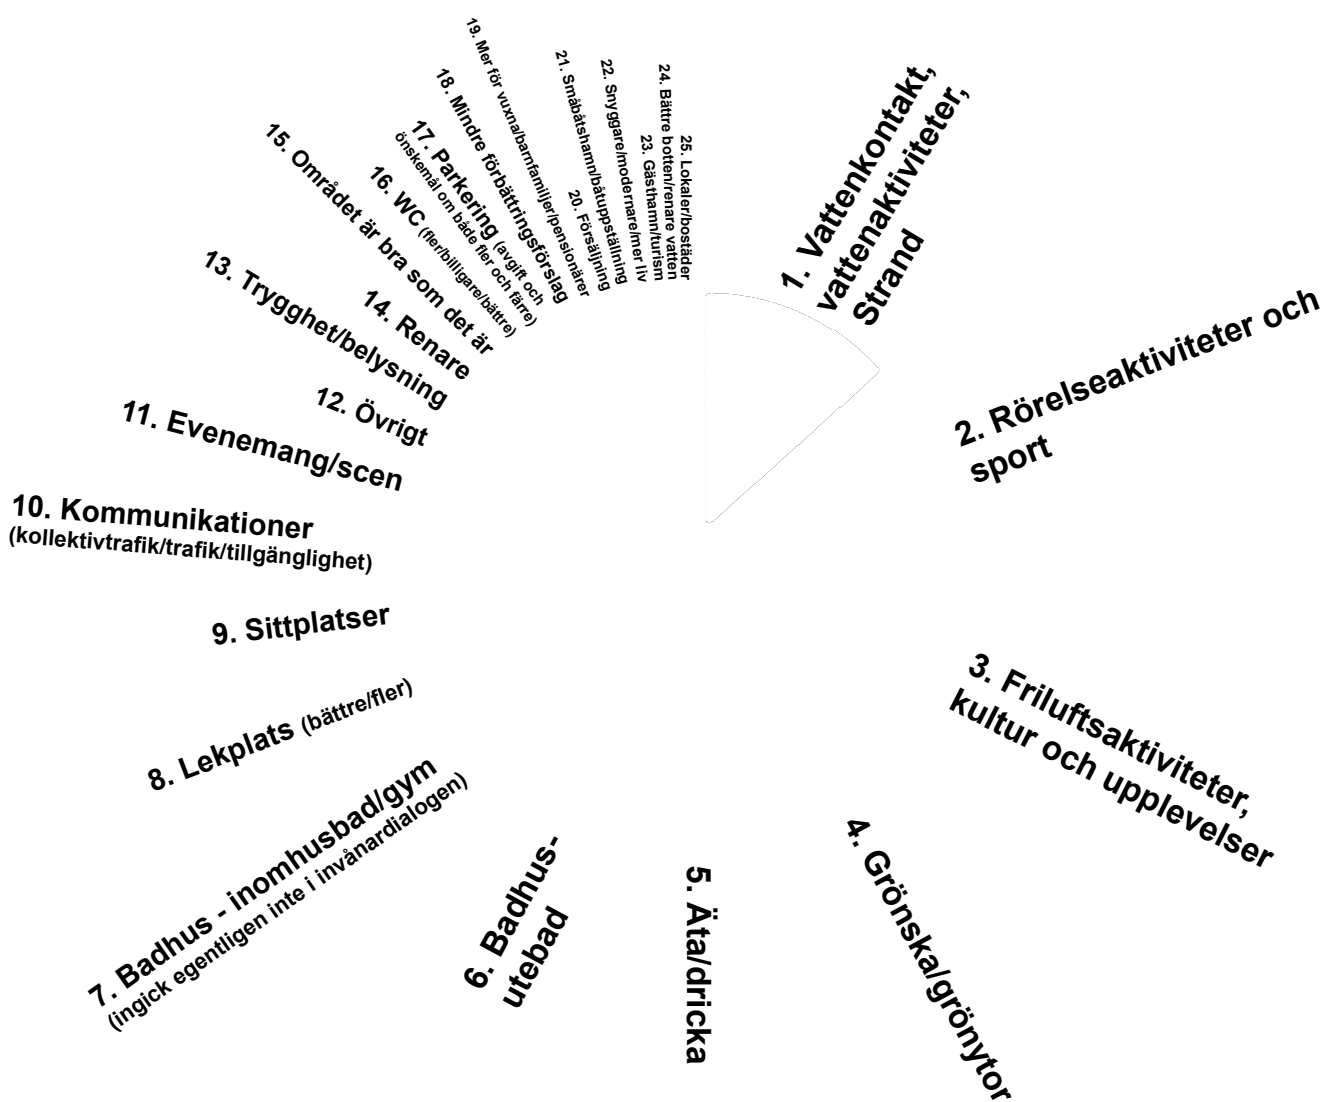 1. Vattenkontakt,
vattenaktiviteter,
Strand
2. Rörelseaktiviteter och
sport
3. Friluftsaktiviteter,
kultur och upplevelser
4. Grönska/grönytor
5. Äta/dricka
6. Badhus-
utebad
7. Badhus - inomhusbad/gym
(ingick egentligen inte i invånardialogen)
8. Lekplats (bättre/fler)
9. Sittplatser
10. Kommunikationer
(kollektivtrafik/trafik/tillgänglighet)
11. Evenemang/scen
12. Övrigt
13. Trygghet/belysning
14. Renare
15. Området är bra som det är
16. WC (fler/billigare/bättre)
17. Parkering (avgift och
önskemål om både fler och färre)
18. Mindre förbättringsförslag
19. Mer för vuxna/barnfamiljer/pensionärer
20. Försäljning
21. Småbåtshamn/båtuppställning
22. Snyggare/modernare/mer liv
23. Gästhamn/turism
24. Bättre botten/renare vatten
25. Lokaler/bostäder